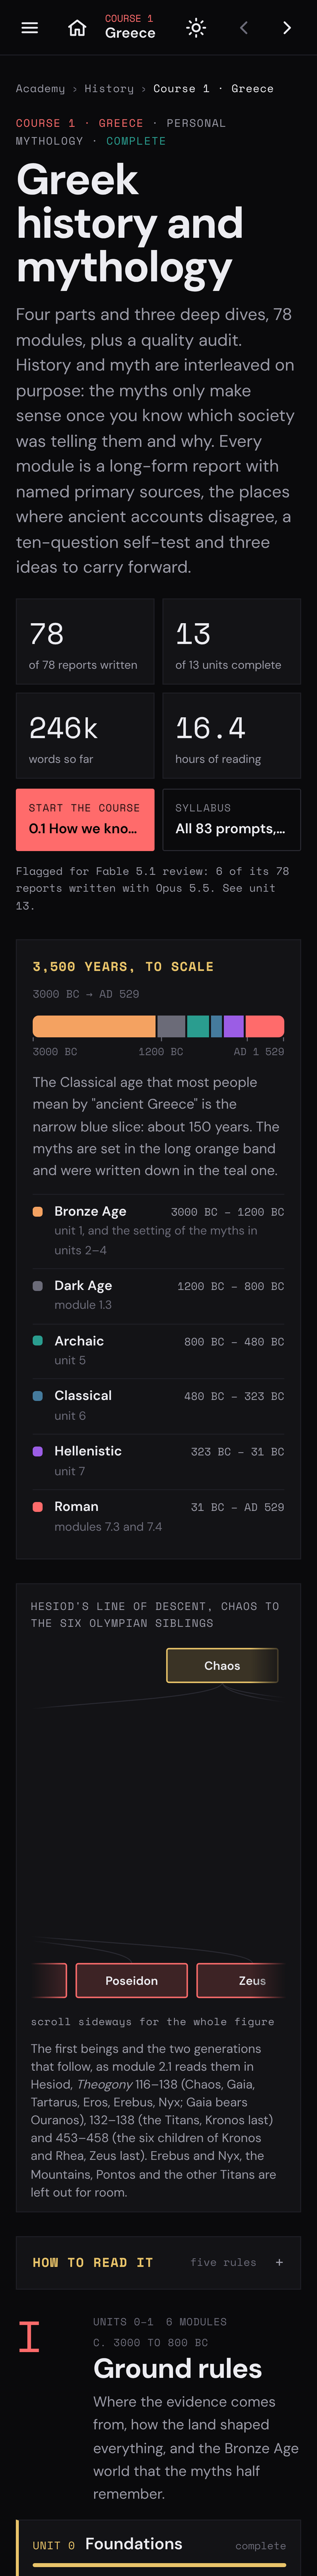 COURSE 1
Greece
Academy › History › Course 1 · Greece
COURSE 1 · GREECE · PERSONAL
MYTHOLOGY · COMPLETE
Greek
history and
mythology
Four parts and three deep dives, 78
modules, plus a quality audit.
History and myth are interleaved on
purpose: the myths only make
sense once you know which society
was telling them and why. Every
module is a long-form report with
named primary sources, the places
where ancient accounts disagree, a
ten-question self-test and three
ideas to carry forward.
78
of 78 reports written
13
of 13 units complete
246k
words so far
16.4
hours of reading
START THE COURSE
0.1 How we kno…
SYLLABUS
All 83 prompts,…
Flagged for Fable 5.1 review: 6 of its 78
reports written with Opus 5.5. See unit
13.
3,500 YEARS, TO SCALE
3000 BC → AD 529
3000 BC
1200 BC
AD 1 529
The Classical age that most people
mean by "ancient Greece" is the
narrow blue slice: about 150 years. The
myths are set in the long orange band
and were written down in the teal one.
Bronze Age 3000 BC – 1200 BC
unit 1, and the setting of the myths in
units 2–4
Dark Age 1200 BC – 800 BC
module 1.3
Archaic 800 BC – 480 BC
unit 5
Classical 480 BC – 323 BC
unit 6
Hellenistic 323 BC – 31 BC
unit 7
Roman 31 BC – AD 529
modules 7.3 and 7.4
HESIOD'S LINE OF DESCENT, CHAOS TO
THE SIX OLYMPIAN SIBLINGS
Chaos
Poseidon
Zeus
scroll sideways for the whole figure
The first beings and the two generations
that follow, as module 2.1 reads them in
Hesiod, Theogony 116–138 (Chaos, Gaia,
Tartarus, Eros, Erebus, Nyx; Gaia bears
Ouranos), 132–138 (the Titans, Kronos last)
and 453–458 (the six children of Kronos
and Rhea, Zeus last). Erebus and Nyx, the
Mountains, Pontos and the other Titans are
left out for room.
HOW TO READ IT five rules +
I
UNITS 0–1 6 MODULES
C. 3000 TO 800 BC
Ground rules
Where the evidence comes
from, how the land shaped
everything, and the Bronze Age
world that the myths half
remember.
UNIT 0 Foundations complete